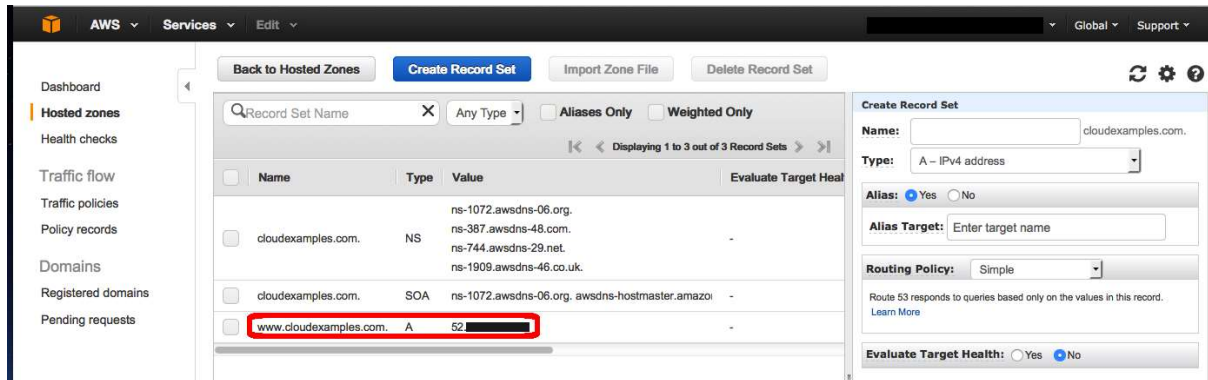 AWS Services Edit Global Support
Back to Hosted Zones Create Record Set Import Zone File Delete Record Set
Dashboard
Hosted zones
Health checks
Traffic flow
Traffic policies
Policy records
Domains
Registered domains
Pending requests
Record Set Name X Any Type Aliases Only Weighted Only
Displaying 1 to 3 out of 3 Record Sets
Name Type Value Evaluate Target Heal
cloudexamples.com. NS ns-1072.awsdns-06.org. -
ns-387.awsdns-48.com.
ns-744.awsdns-29.net.
ns-1909.awsdns-46.co.uk.
cloudexamples.com. SOA ns-1072.awsdns-06.org. awsdns-hostmaster.amazo -
www.cloudexamples.com. A 52. -
Create Record Set
Name: cloudexamples.com.
Type: A – IPv4 address
Alias: Yes No
Alias Target: Enter target name
Routing Policy: Simple
Route 53 responds to queries based only on the values in this record.
Learn More
Evaluate Target Health: Yes No